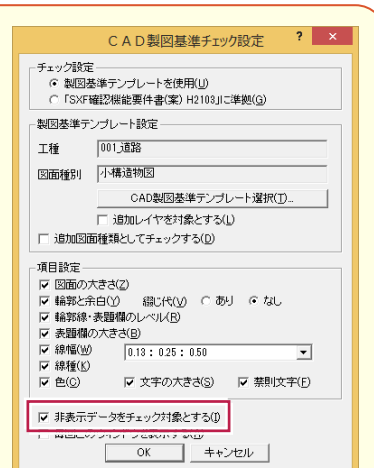 CAD製図基準チェック設定 ? ×
チェック設定
製図基準テンプレートを使用(U)
「SXF確認機能要件書(案) H2103」に準拠(G)
製図基準テンプレート設定
工種 001_道路
図面種別 小構造物図
CAD製図基準テンプレート選択(T)...
追加レイヤを対象とする(L)
追加図面種類としてチェックする(D)
項目設定
図面の大きさ(Z)
輪郭と余白(Y) 綴じ代(V) あり なし
輪郭線・表題欄のレベル(R)
表題欄の大きさ(B)
線幅(W) 0.13 : 0.25 : 0.50
線種(K)
色(C) 文字の大きさ(S) 禁則文字(F)
非表示データをチェック対象とする(I)
OK キャンセル